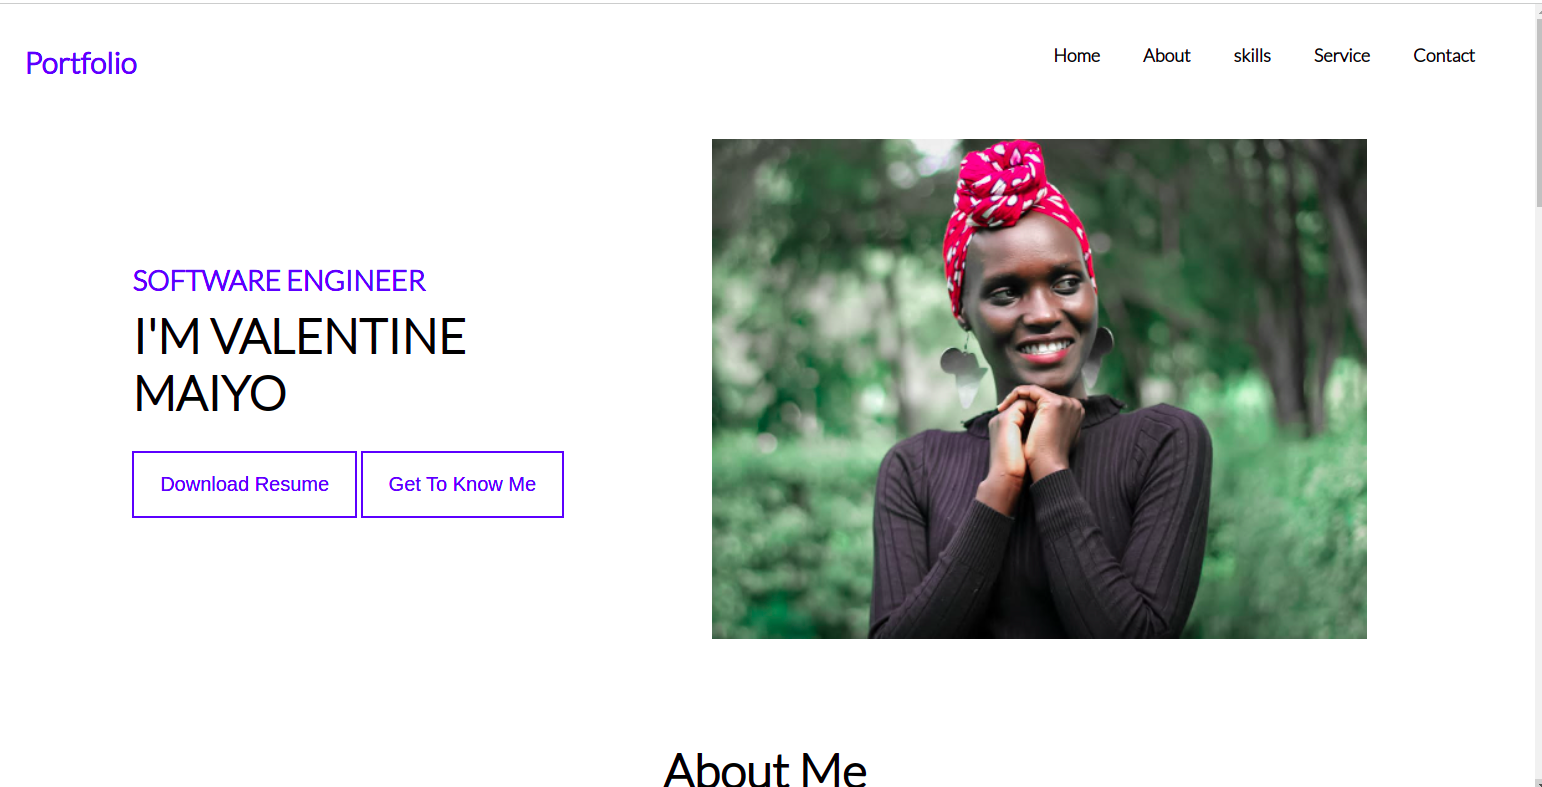 Portfolio
Home About skills Service Contact
SOFTWARE ENGINEER
I'M VALENTINE
MAIYO
Download Resume Get To Know Me
About Me